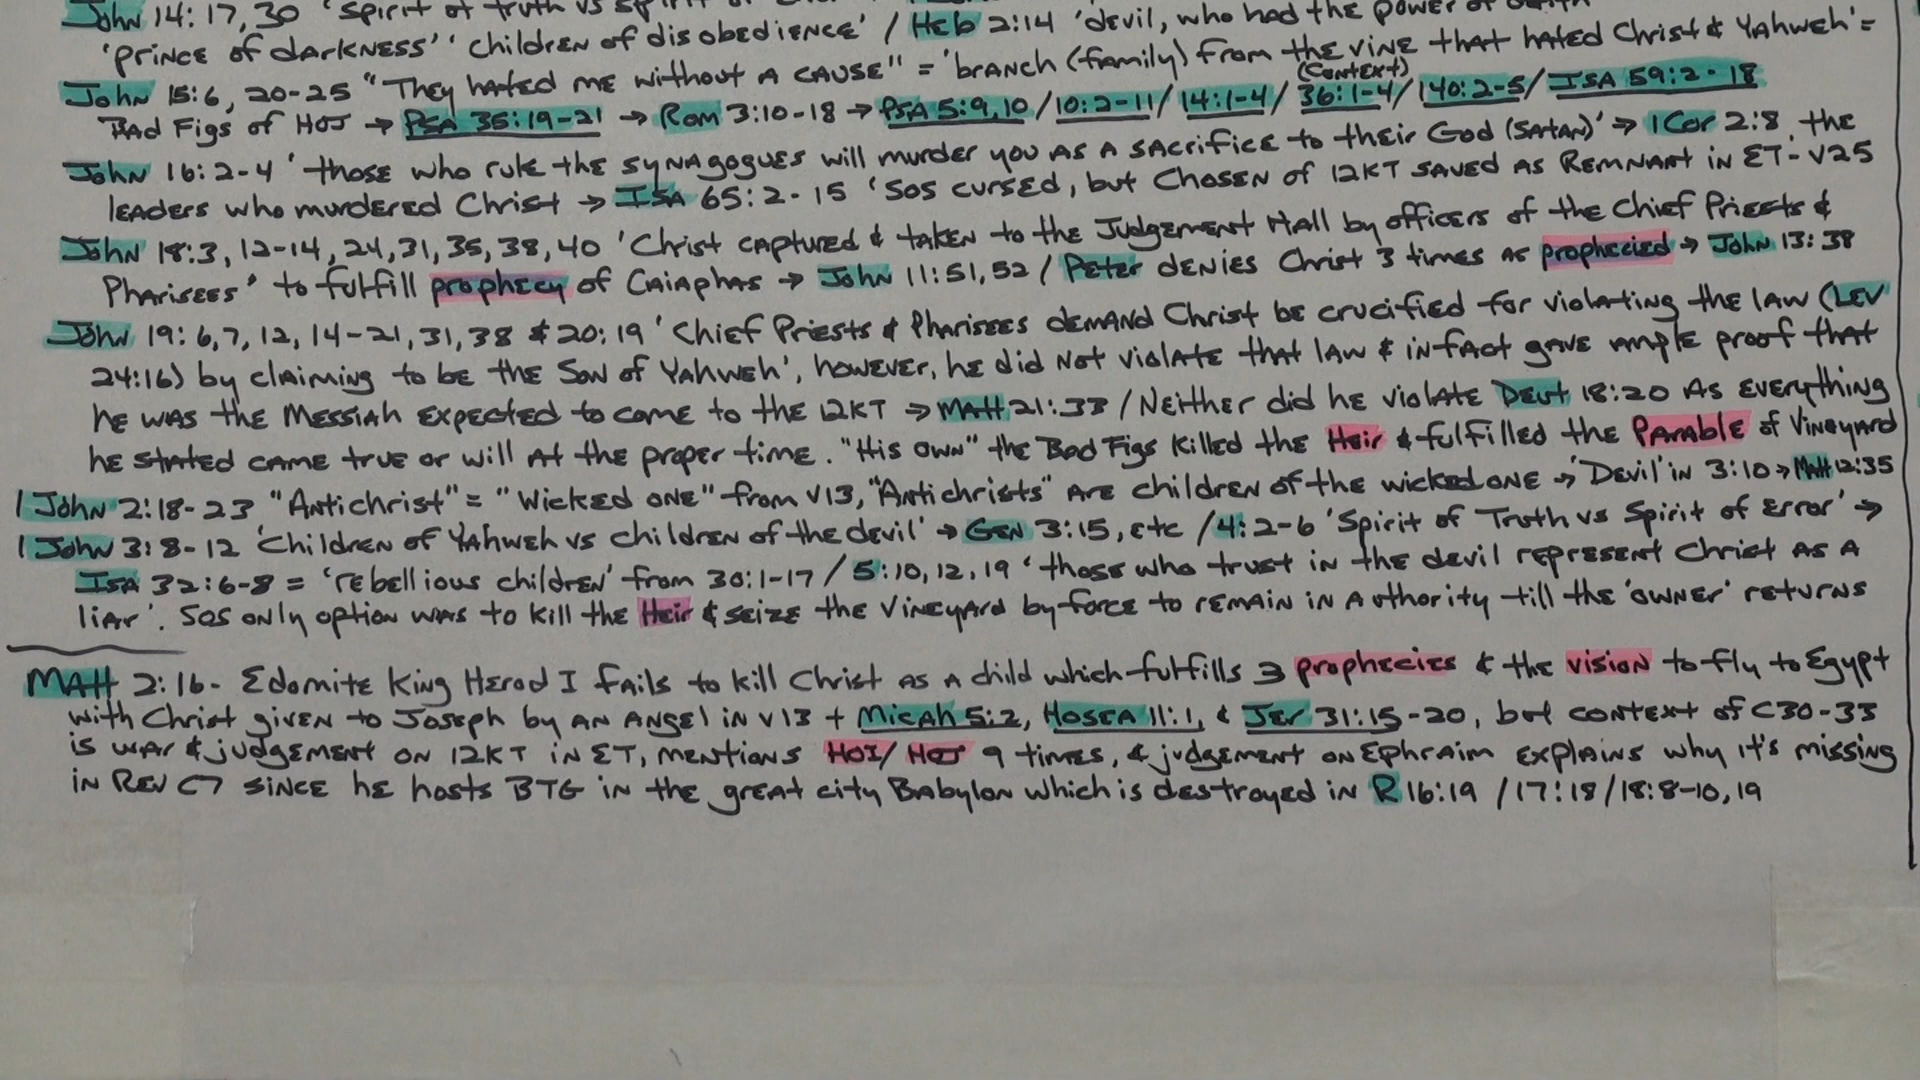 John 14:17,30 'Spirit of truth vs spirit of
'prince of darkness' 'children of disobedience' / Heb 2:14 'devil, who had the power of death
John 15:6, 20-25 "They hated me without a cause" = 'branch (family) from the vine that hated Christ & Yahweh' =
(context)
Bad Figs of HOJ → PSA 35:19-21 → Rom 3:10-18 → PSA 5:9,10 / 10:2-11 / 14:1-4 / 36:1-4 / 140:2-5 / ISA 59:2-18
John 16:2-4 'those who rule the synagogues will murder you as a sacrifice to their God (Satan)' → 1 Cor 2:8 the
leaders who murdered Christ → ISA 65:2-15 'SOS cursed, but chosen of 12KT saved as Remnant in ET - V25
John 18:3, 12-14, 24, 31, 35, 38, 40 'Christ captured & taken to the Judgement Hall by officers of the Chief Priests &
Pharisees' to fulfill prophecy of Caiaphas → John 11:51,52 / Peter denies Christ 3 times as prophecied → John 13:38
John 19:6,7,12,14-21,31,38 & 20:19 'Chief Priests & Pharisees demand Christ be crucified for violating the law (LEV
24:16) by claiming to be the Son of Yahweh', however, he did not violate that law & infact gave ample proof that
he was the Messiah expected to come to the 12KT → Matt 21:33 / Neither did he violate Deut 18:20 as everything
he stated came true or will at the proper time. "His own" the Bad Figs killed the Heir & fulfilled the Parable of Vineyard
1 John 2:18-23 "Antichrist" = "Wicked one" from V13, "Antichrists" are children of the wicked one → 'Devil' in 3:10 → Matt 12:35
1 John 3:8-12 'Children of Yahweh vs children of the devil' → Gen 3:15, etc / 4:2-6 'Spirit of Truth vs Spirit of Error' →
ISA 32:6-8 = 'rebellious children' from 30:1-17 / 5:10,12,19 'those who trust in the devil represent Christ as a
liar'. SOS only option was to kill the Heir & seize the Vineyard by force to remain in authority till the 'owner' returns
Matt 2:16 - Edomite King Herod I fails to kill Christ as a child which fulfills 3 prophecies & the vision to fly to Egypt
with Christ given to Joseph by an angel in V13 + Micah 5:2, Hosea 11:1, & Jer 31:15-20, but context of C30-33
is war & judgement on 12KT in ET, mentions HOI/HOJ 9 times, & judgement on Ephraim explains why it's missing
in Rev C7 since he hosts BTG in the great city Babylon which is destroyed in R 16:19 / 17:18 / 18:8-10, 19